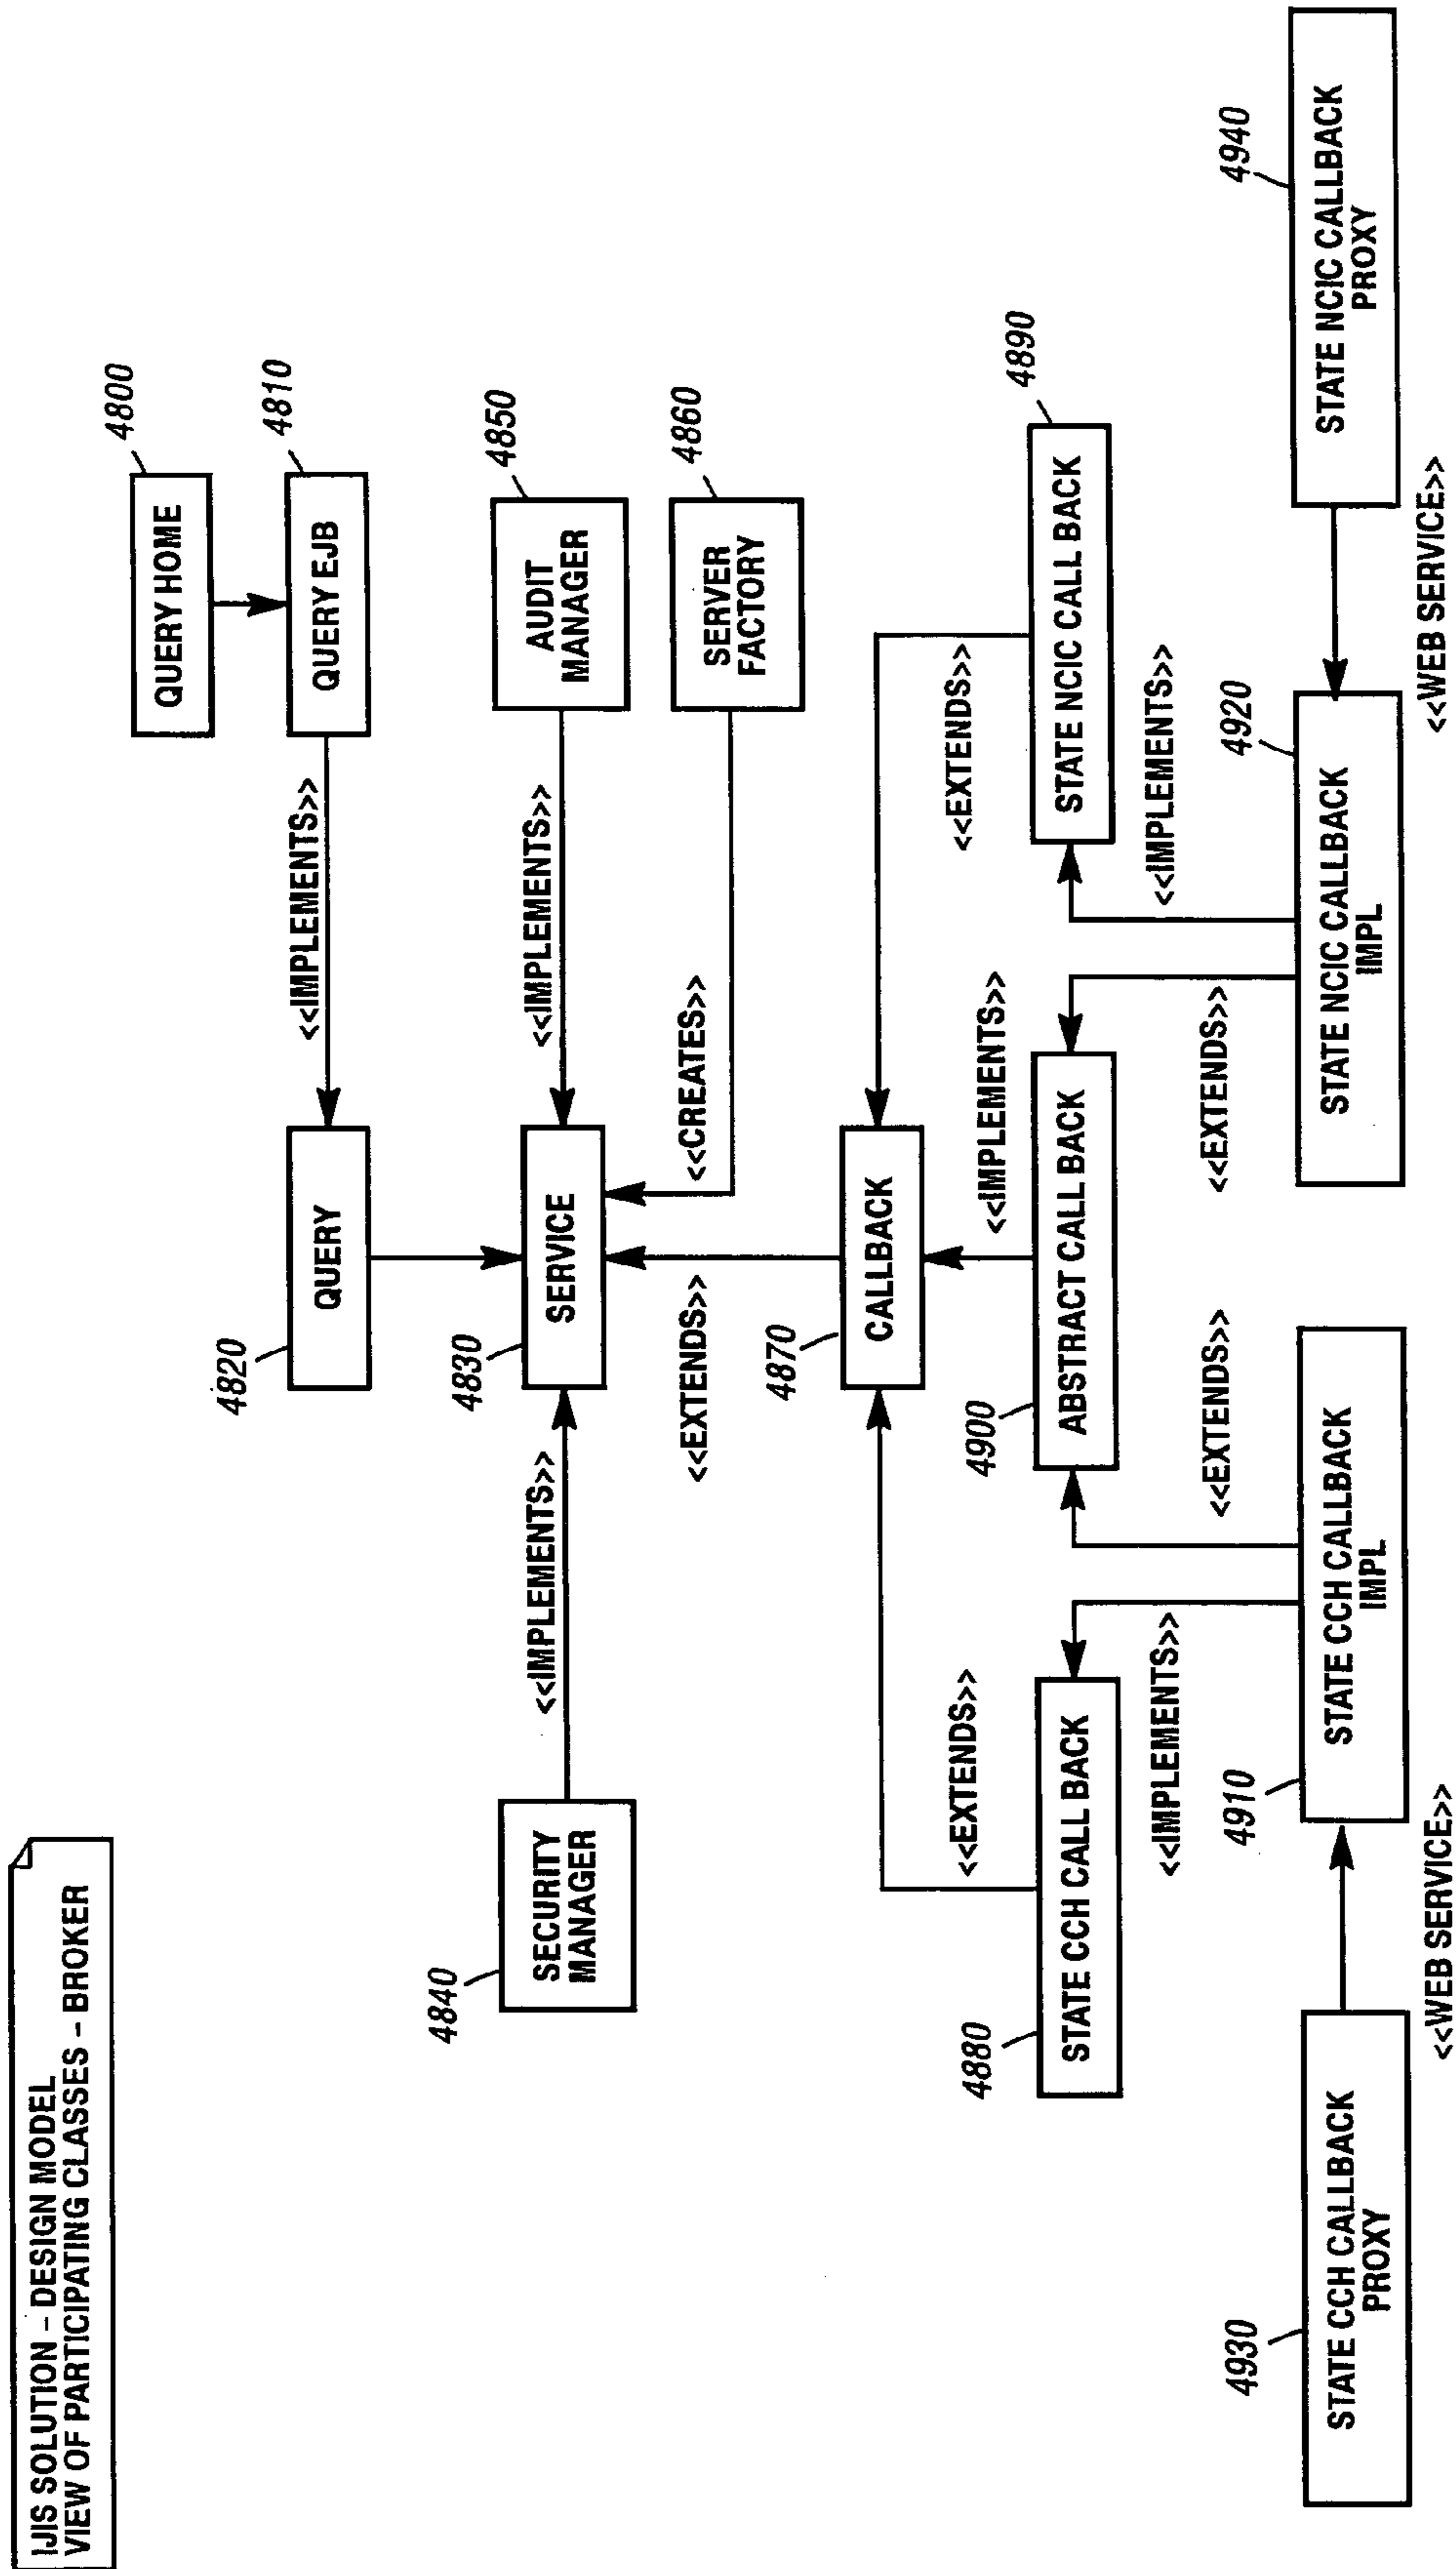 IJIS SOLUTION – DESIGN MODEL
VIEW OF PARTICIPATING CLASSES – BROKER
4800
QUERY HOME
4810
QUERY EJB
<<IMPLEMENTS>>
4820
QUERY
4850
AUDIT
MANAGER
<<IMPLEMENTS>>
4830
SERVICE
<<IMPLEMENTS>>
4840
SECURITY
MANAGER
4860
SERVER
FACTORY
<<CREATES>>
<<EXTENDS>>
4870
CALLBACK
4890
STATE NCIC CALL BACK
<<EXTENDS>>
<<IMPLEMENTS>>
4900
ABSTRACT CALL BACK
<<EXTENDS>>
4880
STATE CCH CALL BACK
<<IMPLEMENTS>>
<<EXTENDS>>
<<EXTENDS>>
<<IMPLEMENTS>>
4930
STATE CCH CALLBACK
PROXY
<<WEB SERVICE>>
4910
STATE CCH CALLBACK
IMPL
4920
STATE NCIC CALLBACK
IMPL
<<WEB SERVICE>>
4940
STATE NCIC CALLBACK
PROXY